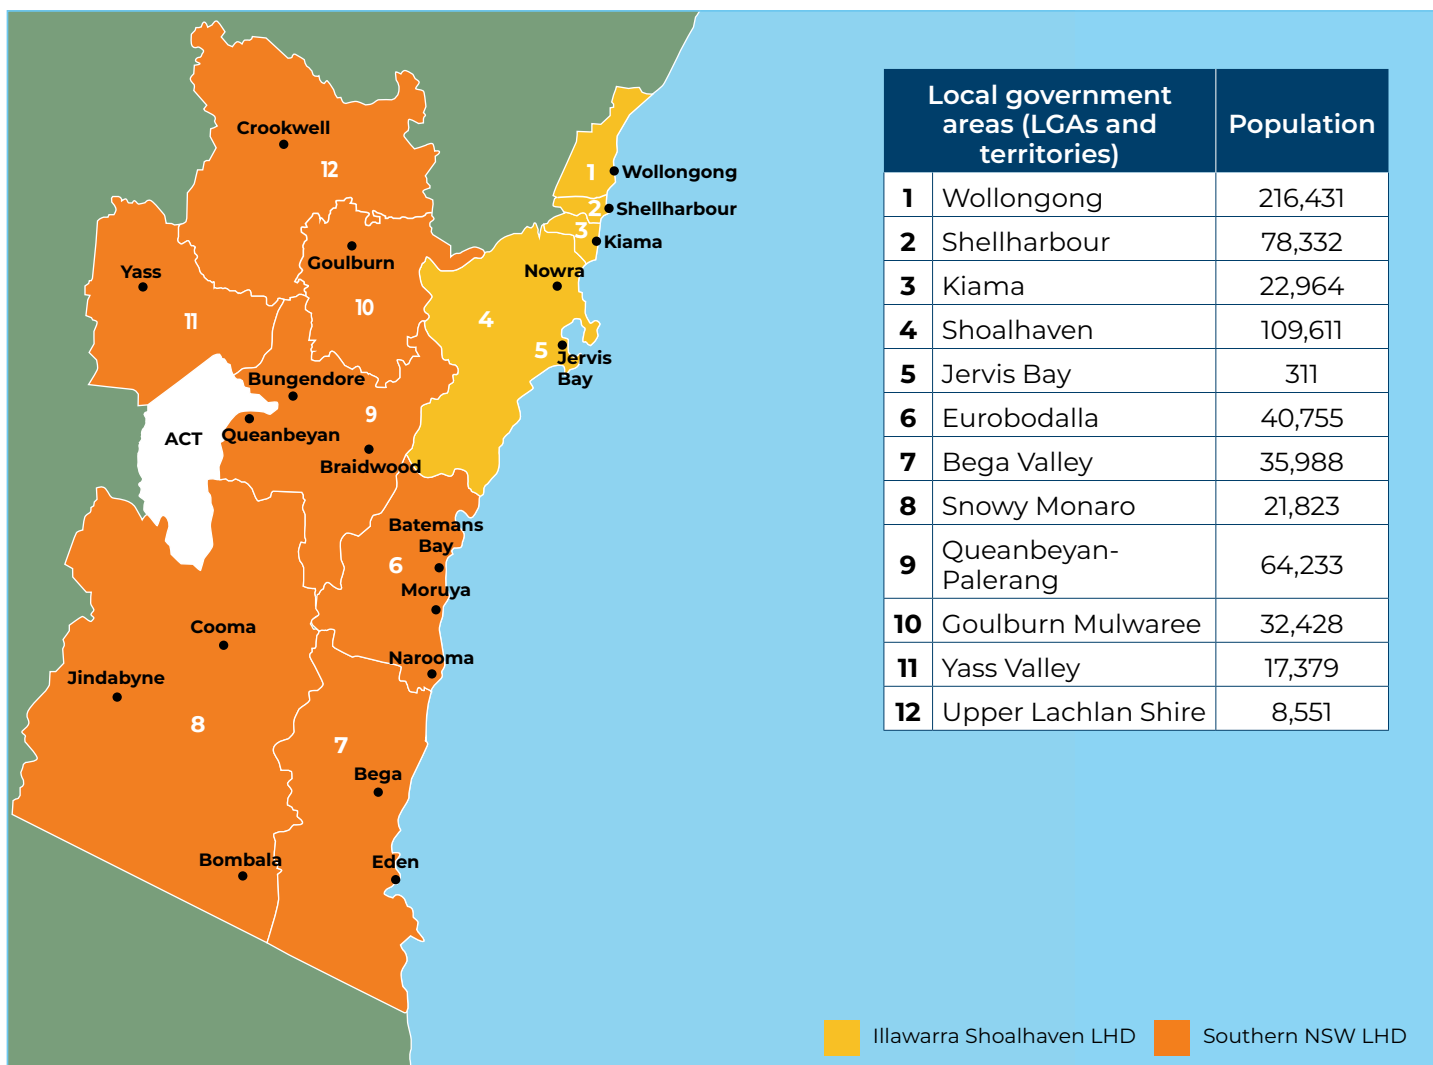 Crookwell
12
1
Wollongong
2
Shellharbour
3
Kiama
Yass
Goulburn
Nowra
11
10
4
5
Jervis
Bay
Bungendore
9
ACT
Queanbeyan
Braidwood
Batemans
Bay
6
Moruya
Cooma
Narooma
Jindabyne
8
7
Bega
Bombala
Eden
Local government
areas (LGAs and
territories)
Population
1 Wollongong 216,431
2 Shellharbour 78,332
3 Kiama 22,964
4 Shoalhaven 109,611
5 Jervis Bay 311
6 Eurobodalla 40,755
7 Bega Valley 35,988
8 Snowy Monaro 21,823
9 Queanbeyan-
Palerang 64,233
10 Goulburn Mulwaree 32,428
11 Yass Valley 17,379
12 Upper Lachlan Shire 8,551
Illawarra Shoalhaven LHD
Southern NSW LHD